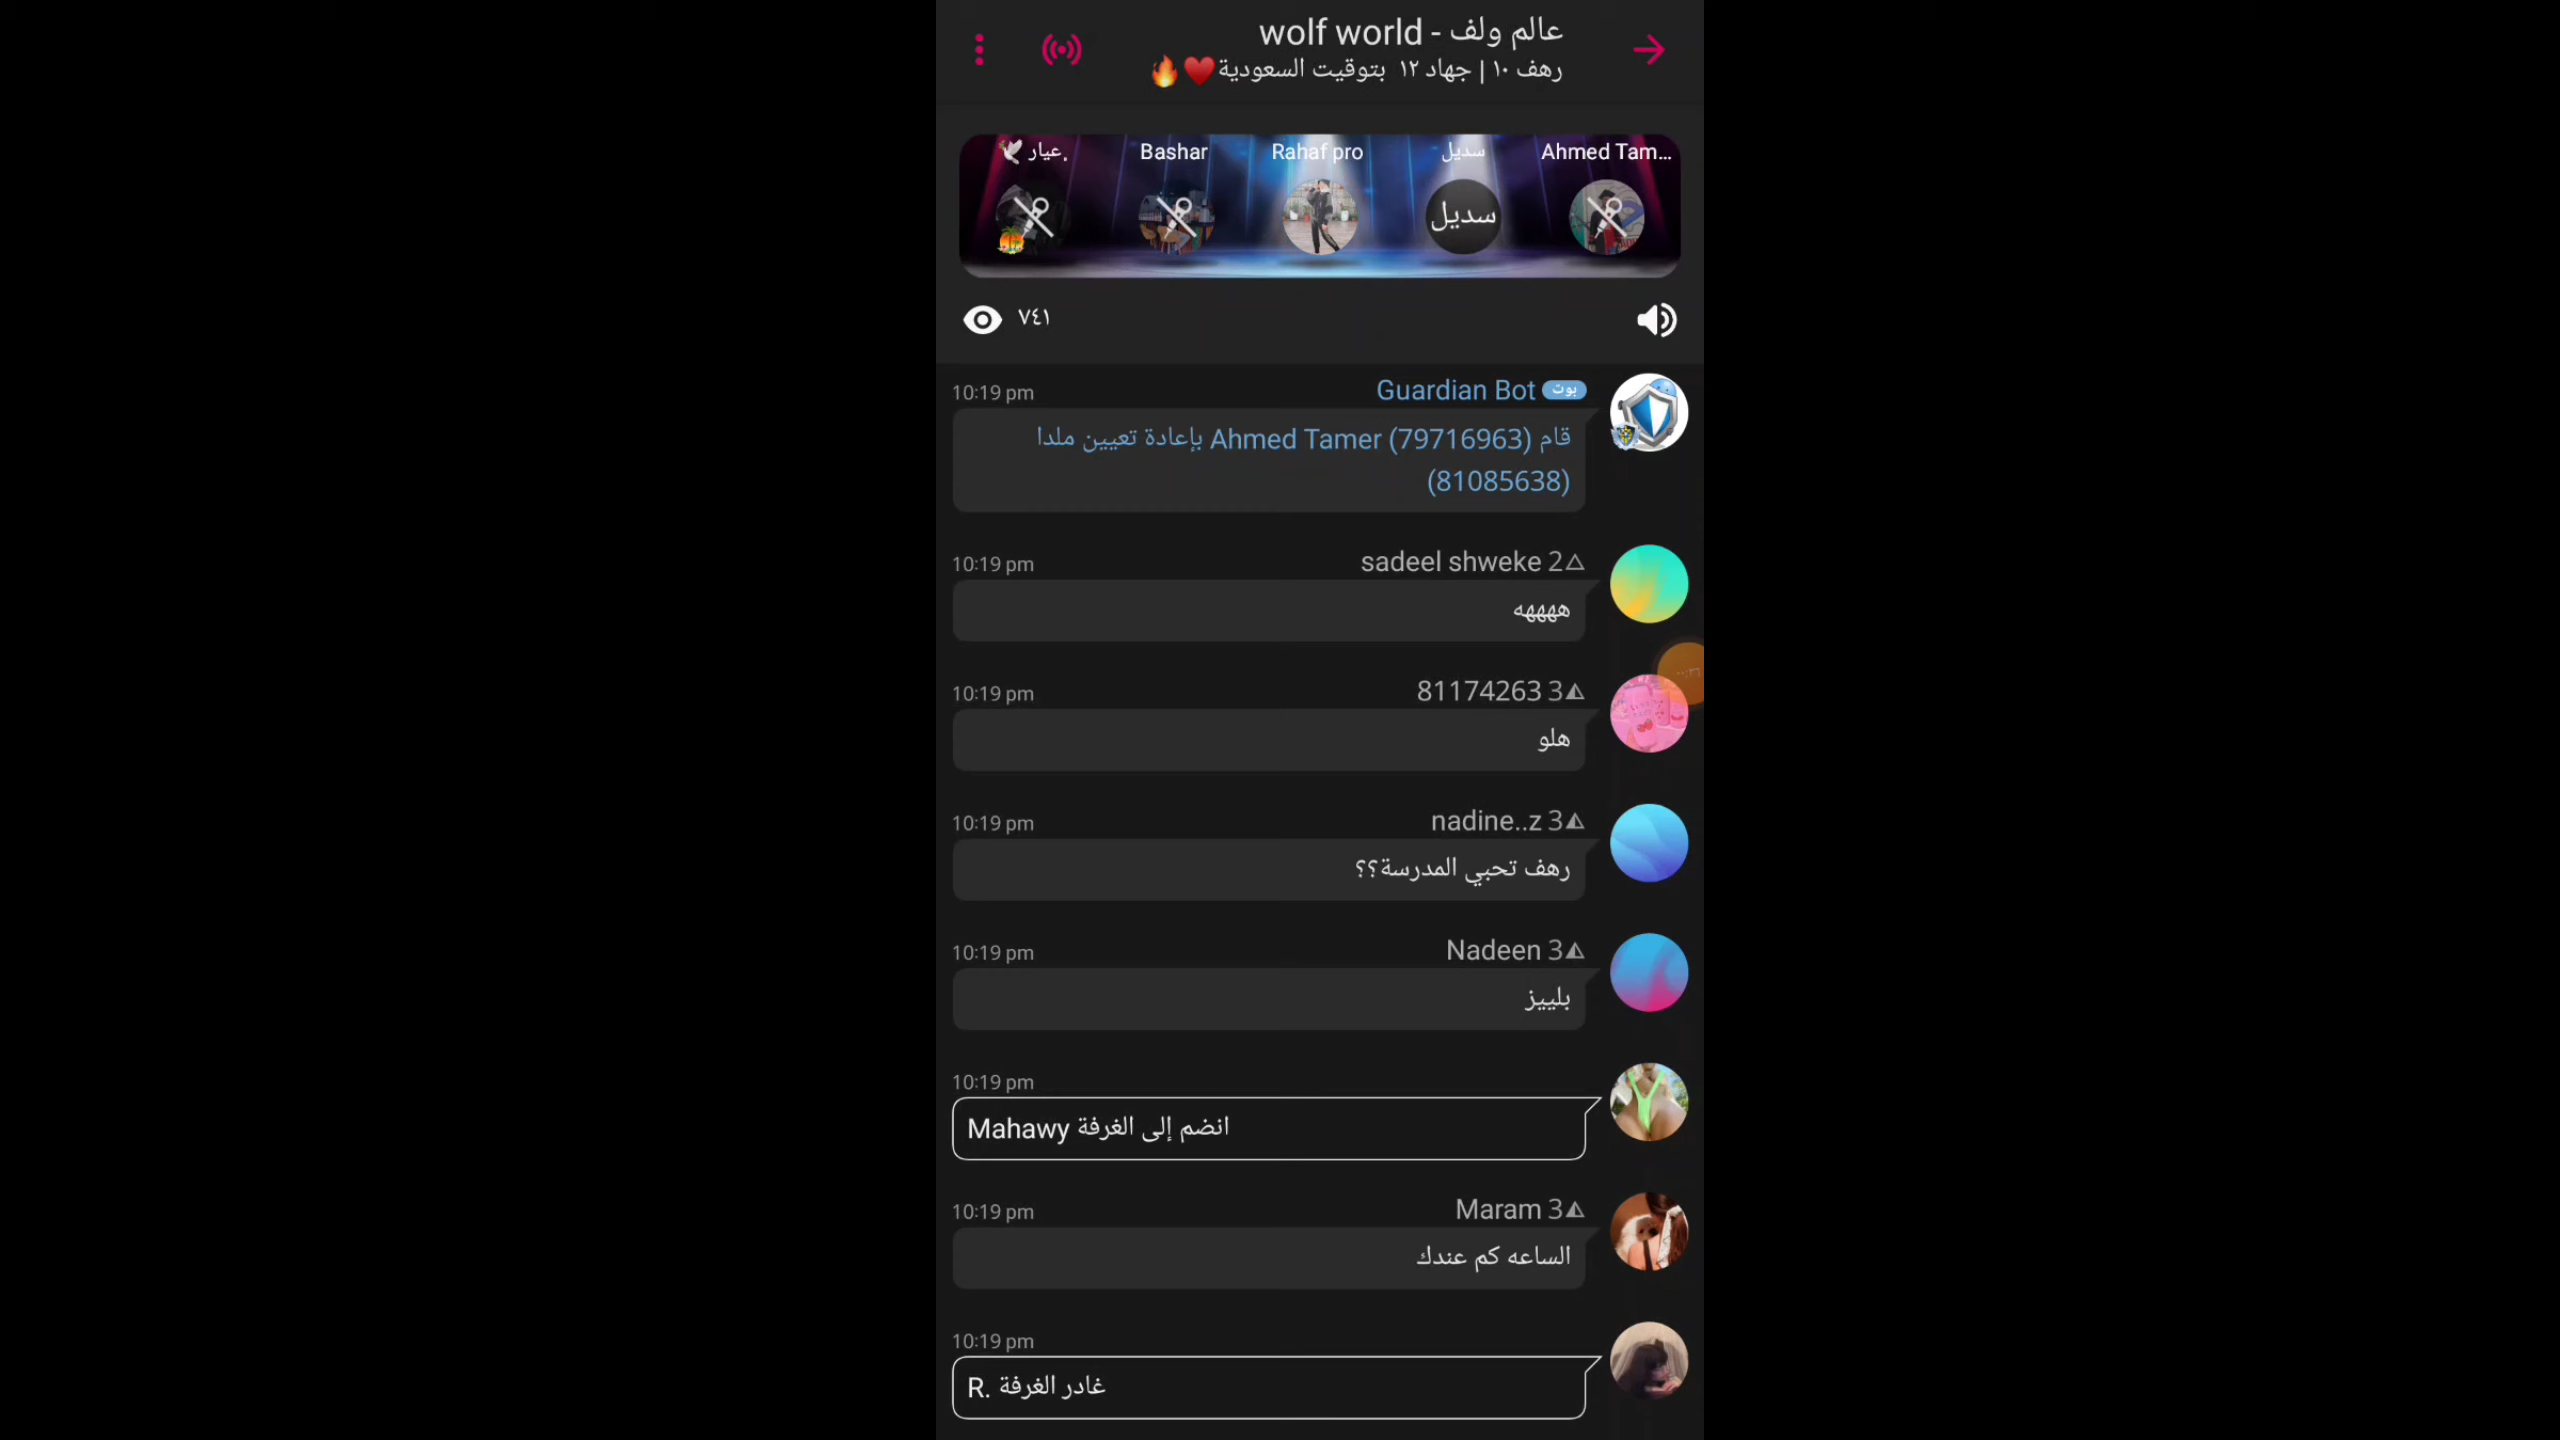 عالم ولف - wolf world
رهف ١٠ | جهاد ١٢ بتوقيت السعودية♥️🔥
Ahmed Tam...
سديل
Rahaf pro
Bashar
.عيار 🕊
سديل
٧٤١
Guardian Bot بوت
10:19 pm
قام Ahmed Tamer (79716963) بإعادة تعيين ملدا
(81085638)
sadeel shweke 2
10:19 pm
هههههه
81174263 3
10:19 pm
هلو
nadine..z 3
10:19 pm
رهف تحبي المدرسة؟؟
Nadeen 3
10:19 pm
بلييز
10:19 pm
Mahawy انضم إلى الغرفة
Maram 3
10:19 pm
الساعه كم عندك
10:19 pm
R. غادر الغرفة